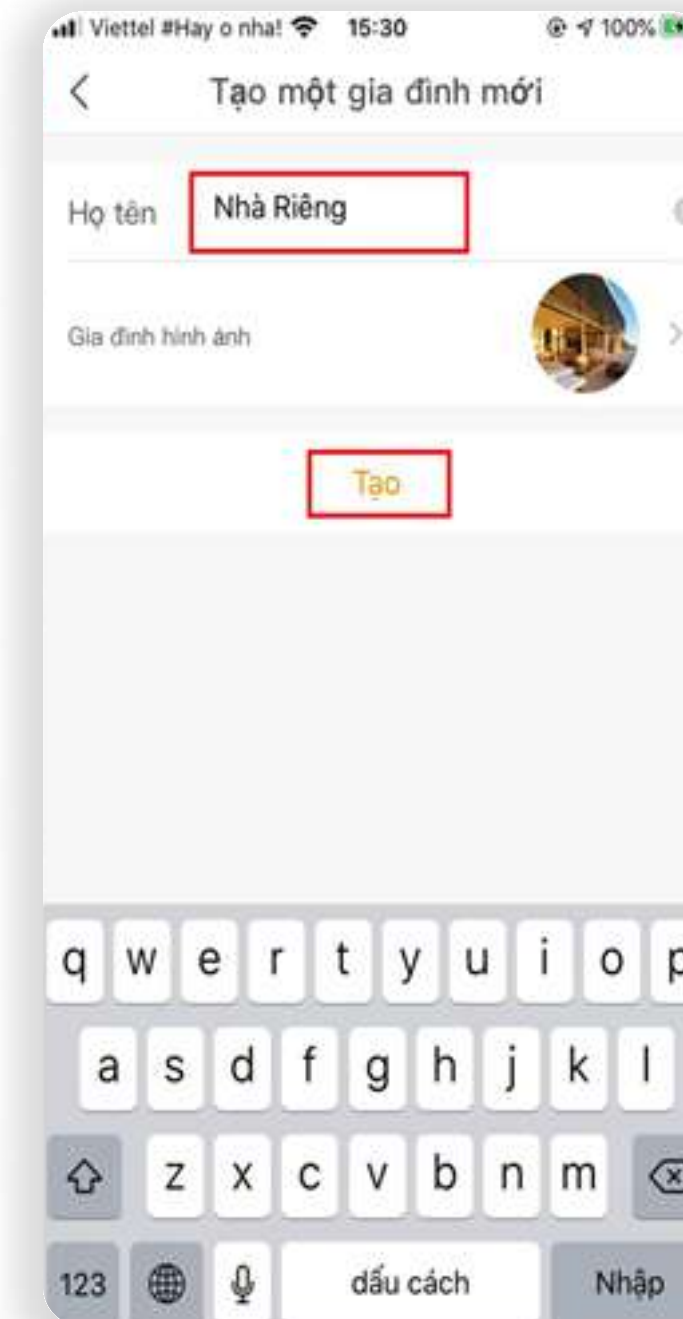 Viettel #Hay o nha! 15:30 100%
Tạo một gia đình mới
Họ tên Nhà Riêng
Gia đình hình ảnh
Tạo
q w e r t y u i o p
a s d f g h j k l
z x c v b n m
123 dấu cách Nhập